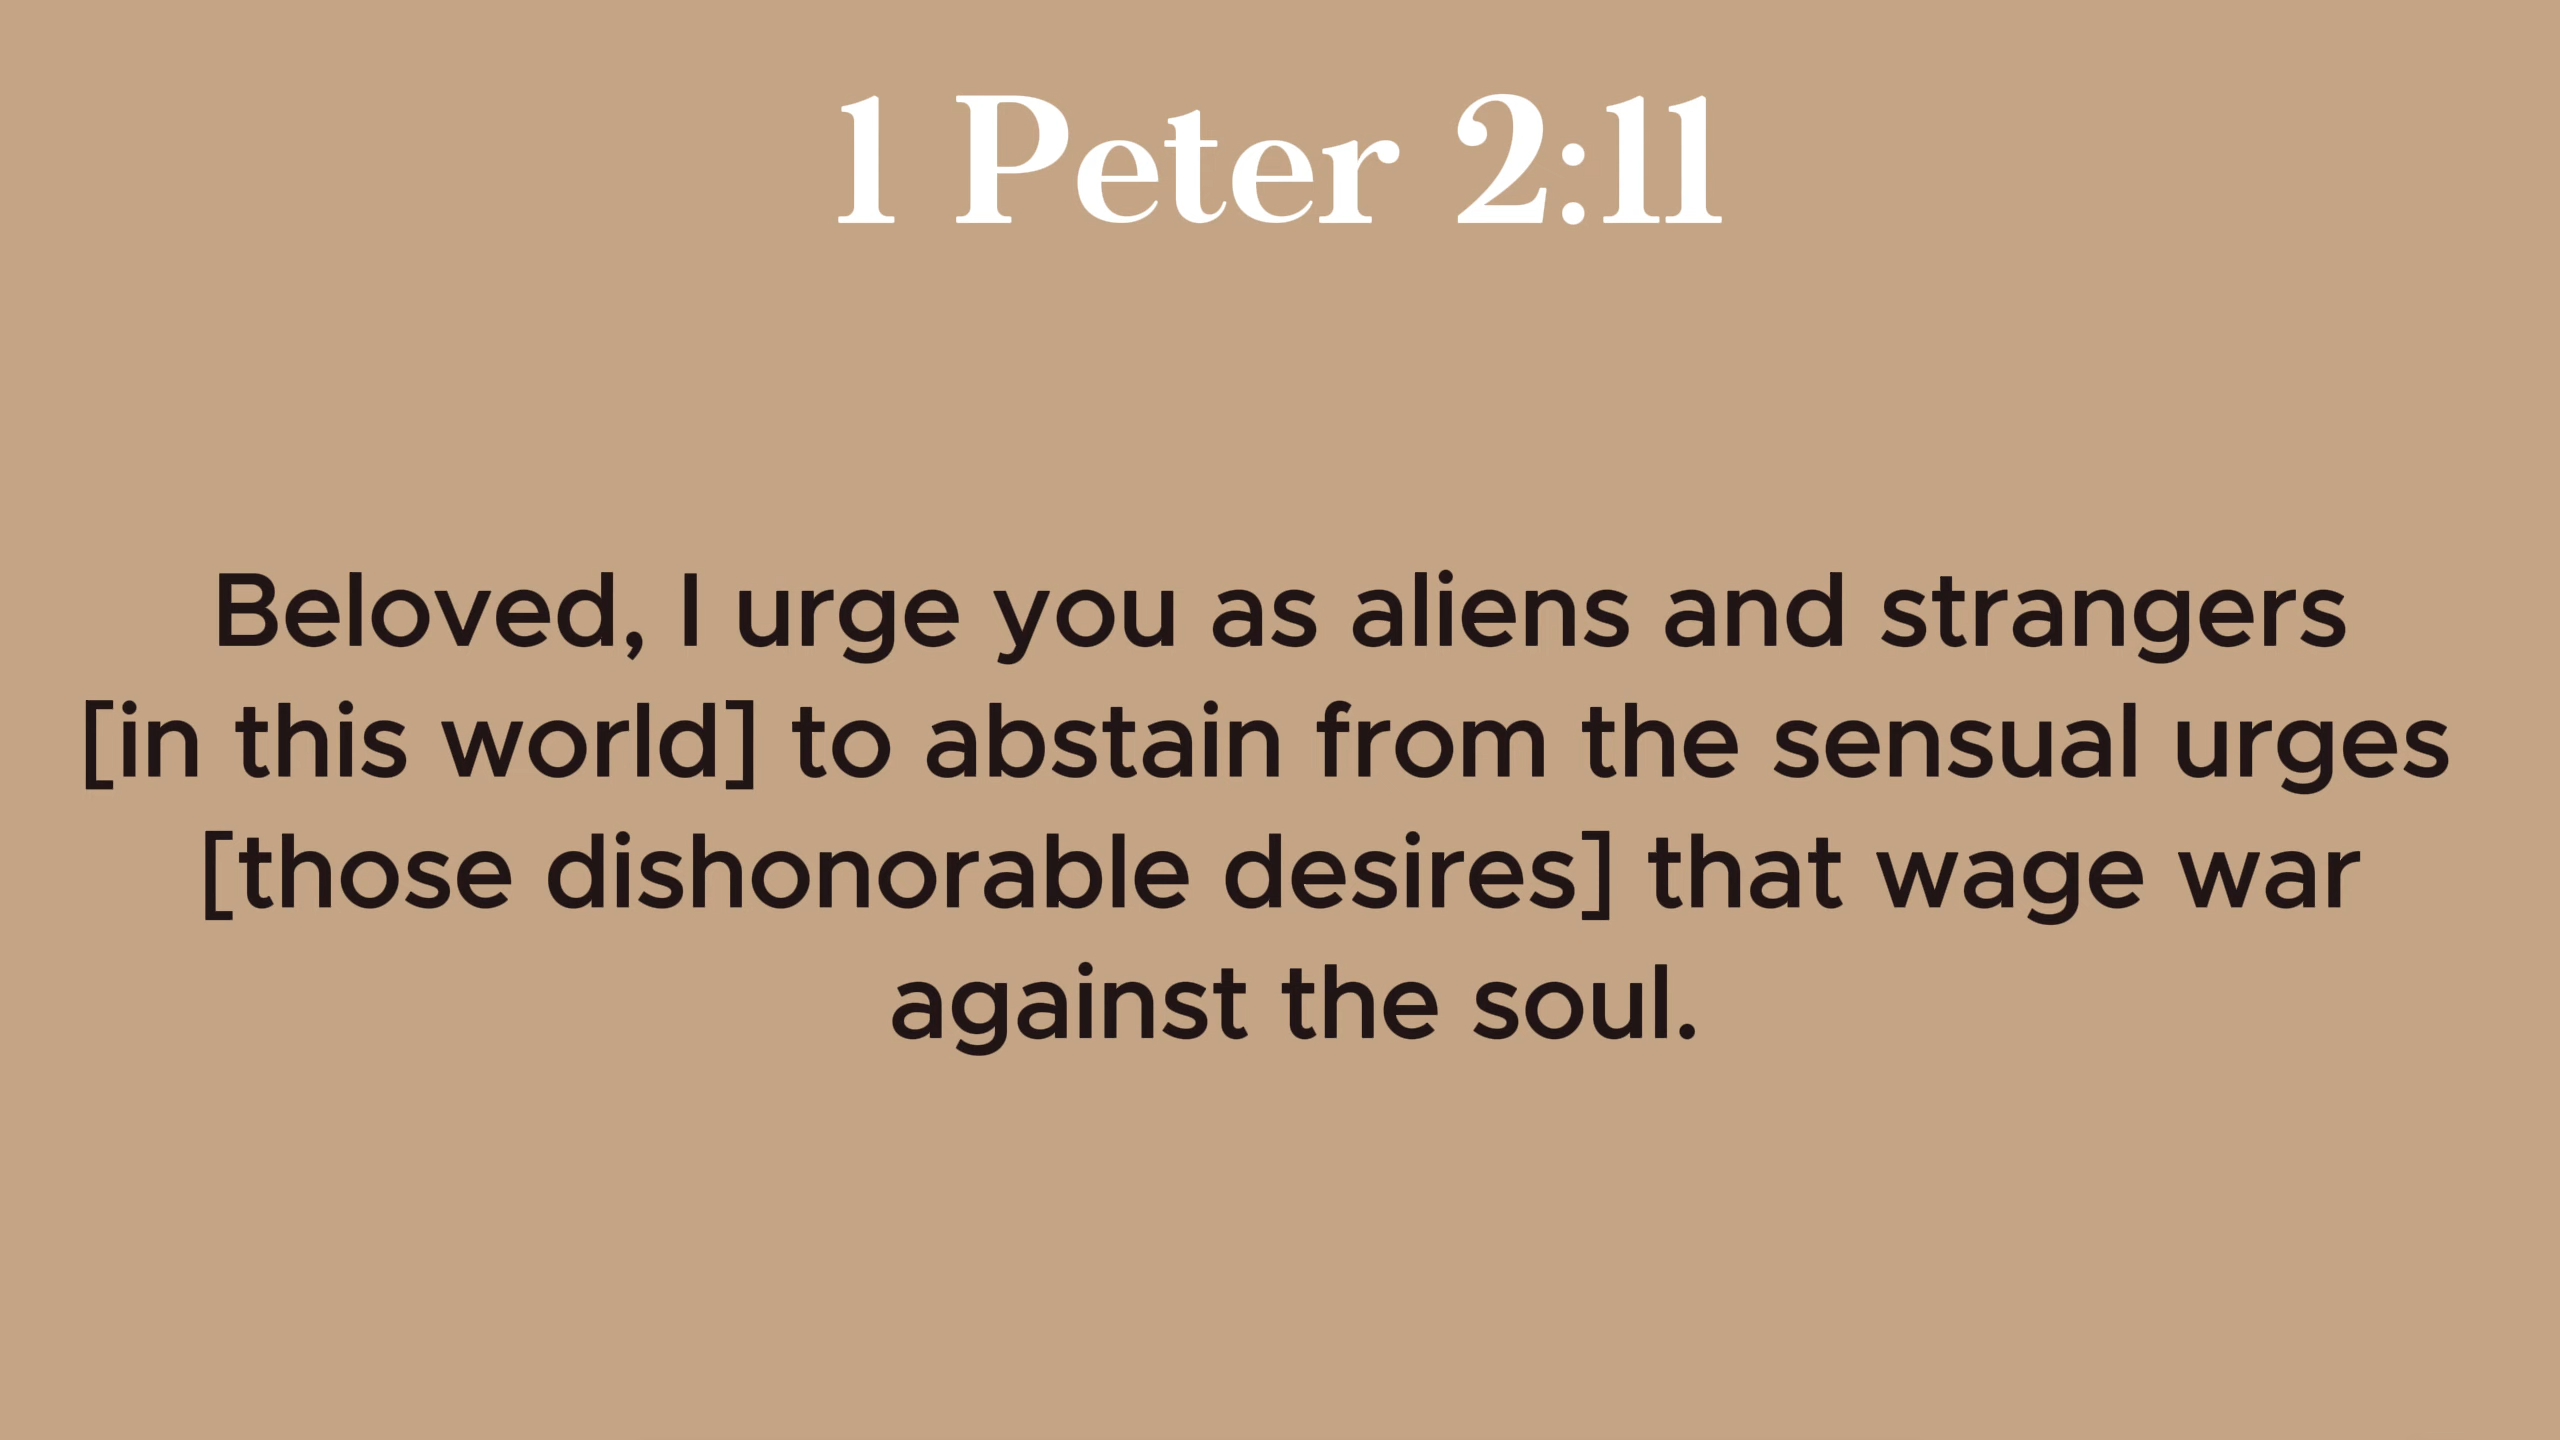 1 Peter 2:11
Beloved, I urge you as aliens and strangers
[in this world] to abstain from the sensual urges
[those dishonorable desires] that wage war
against the soul.